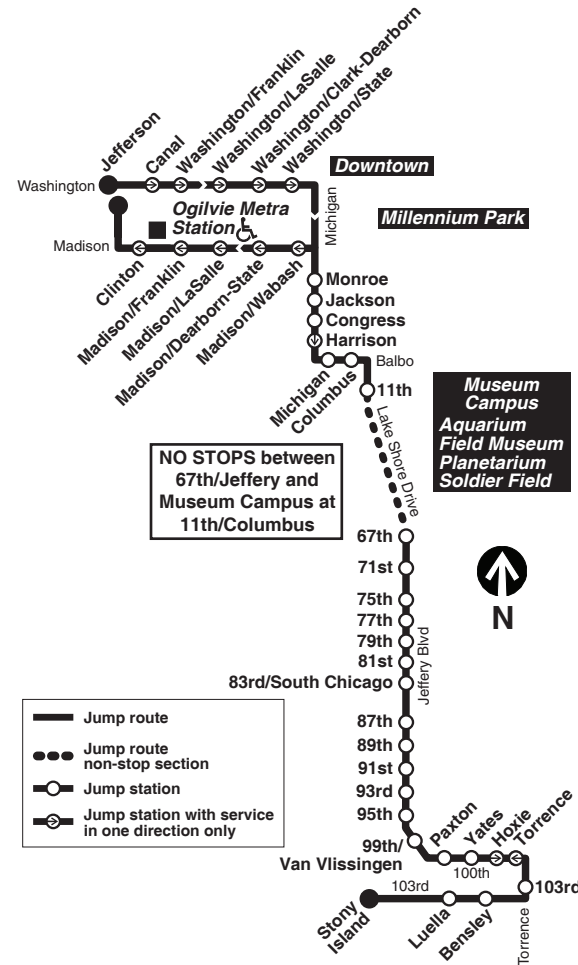 Jefferson
Canal
Washington/Franklin
Washington/LaSalle
Washington/Clark-Dearborn
Washington/State
Washington
Downtown
Millennium Park
Michigan
Ogilvie Metra
Station
Madison
Clinton
Madison/Franklin
Madison/LaSalle
Madison/Dearborn-State
Madison/Wabash
Monroe
Jackson
Congress
Harrison
Balbo
Michigan
Columbus
11th
Lake Shore Drive
Museum
Campus
Aquarium
Field Museum
Planetarium
Soldier Field
NO STOPS between
67th/Jeffery and
Museum Campus at
11th/Columbus
67th
71st
75th
77th
79th
81st
83rd/South Chicago
87th
89th
91st
93rd
95th
Jeffery Blvd
N
Jump route
Jump route
non-stop section
Jump station
Jump station with service
in one direction only
99th/
Van Vlissingen
Paxton
Yates
Hoxie
Torrence
100th
103rd
103rd
Stony
Island
Luella
Bensley
Torrence